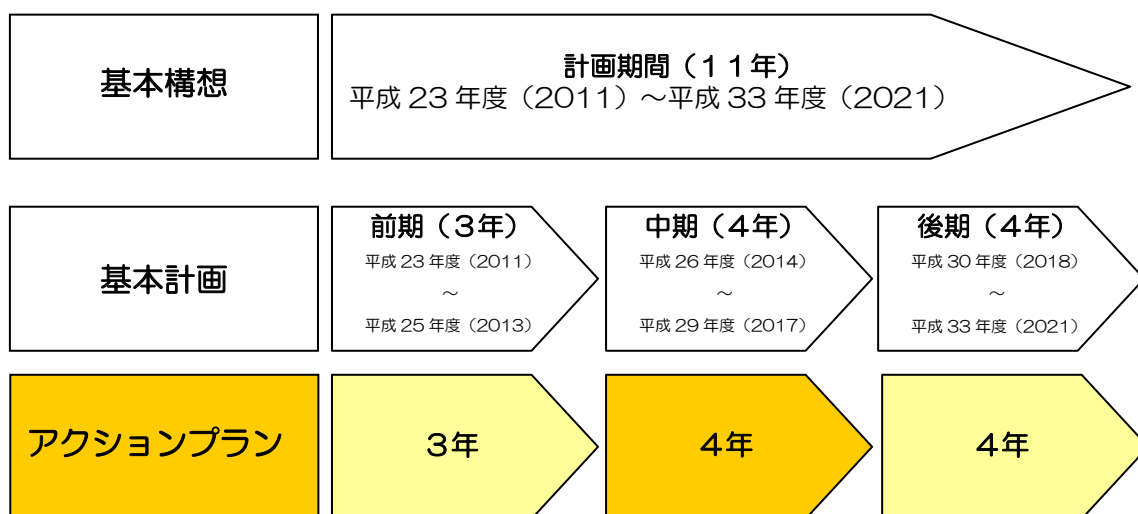 基本構想
計画期間（１１年）
平成 23 年度（2011）～平成 33 年度（2021）
基本計画
前期（３年）
平成 23 年度（2011）
～
平成 25 年度（2013）
中期（４年）
平成 26 年度（2014）
～
平成 29 年度（2017）
後期（４年）
平成 30 年度（2018）
～
平成 33 年度（2021）
アクションプラン
３年
４年
４年